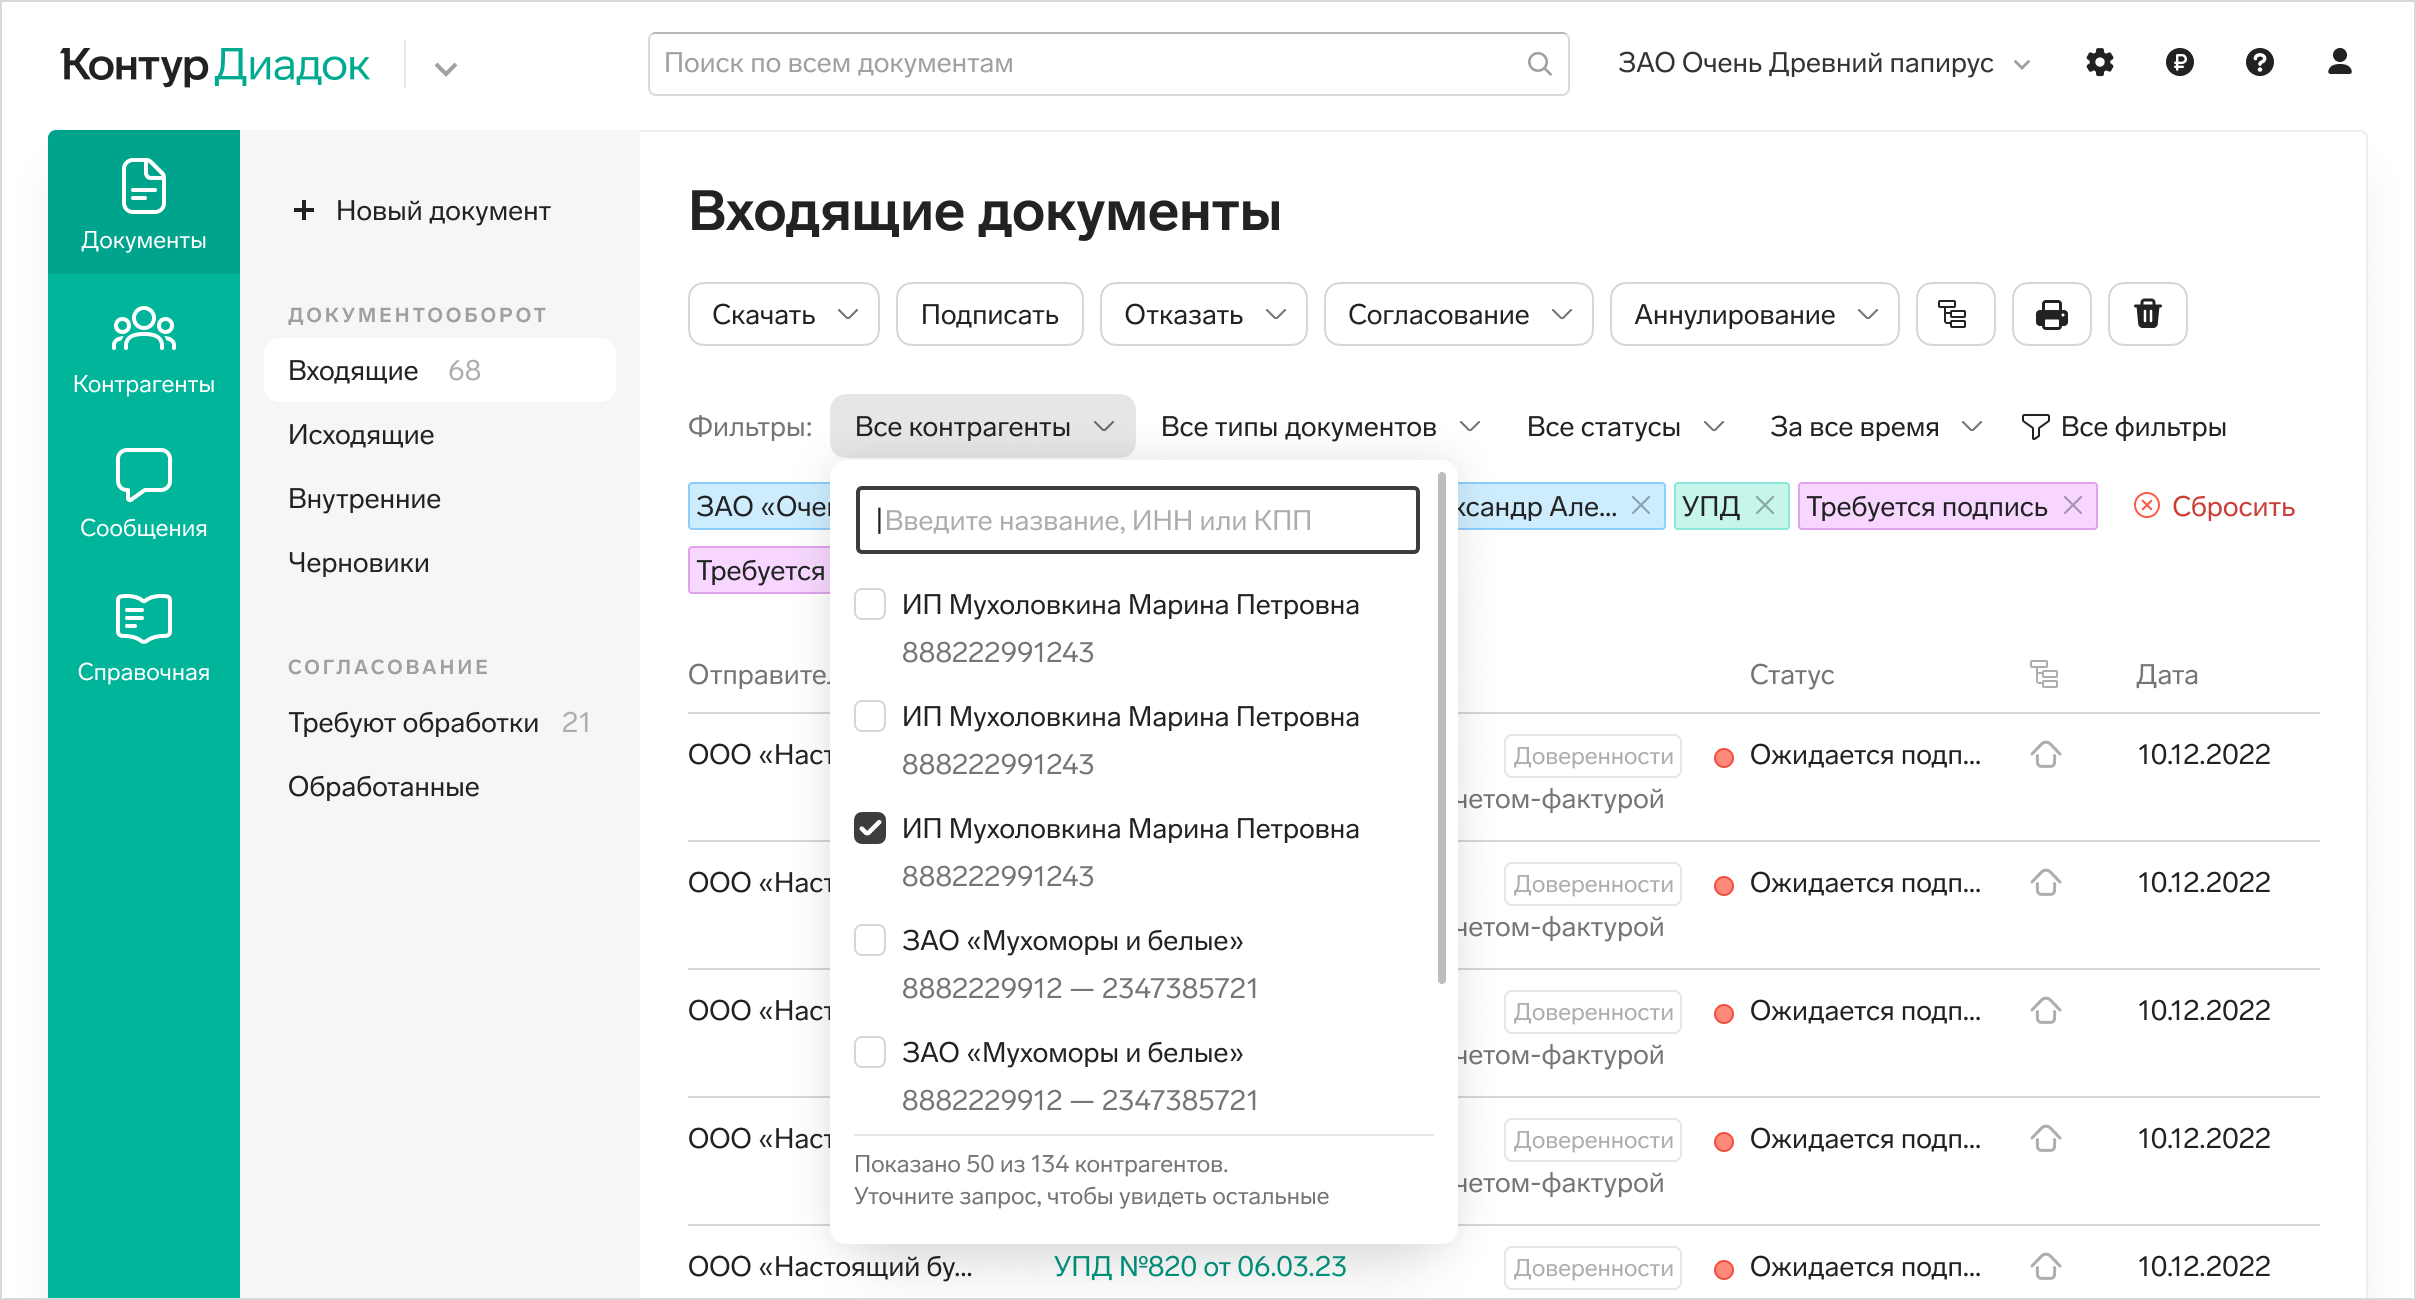 Контур Диадок
Поиск по всем документам
ЗАО Очень Древний папирус
Документы
Контрагенты
Сообщения
Справочная
+ Новый документ
ДОКУМЕНТООБОРОТ
Входящие 68
Исходящие
Внутренние
Черновики
СОГЛАСОВАНИЕ
Требуют обработки 21
Обработанные
Входящие документы
Скачать Подписать Отказать Согласование Аннулирование
Фильтры: Все контрагенты Все типы документов Все статусы За все время Все фильтры
ЗАО «Очен ксандр Але... УПД Требуется подпись Сбросить
Требуется
Введите название, ИНН или КПП
ИП Мухоловкина Марина Петровна
888222991243
ИП Мухоловкина Марина Петровна
888222991243
ИП Мухоловкина Марина Петровна
888222991243
ЗАО «Мухоморы и белые»
8882229912 — 2347385721
ЗАО «Мухоморы и белые»
8882229912 — 2347385721
Показано 50 из 134 контрагентов.
Уточните запрос, чтобы увидеть остальные
Отправител Статус Дата
ООО «Наст Доверенности Ожидается подп... 10.12.2022
четом-фактурой
ООО «Наст Доверенности Ожидается подп... 10.12.2022
четом-фактурой
ООО «Наст Доверенности Ожидается подп... 10.12.2022
четом-фактурой
ООО «Наст Доверенности Ожидается подп... 10.12.2022
четом-фактурой
ООО «Настоящий бу... УПД №820 от 06.03.23 Доверенности Ожидается подп... 10.12.2022